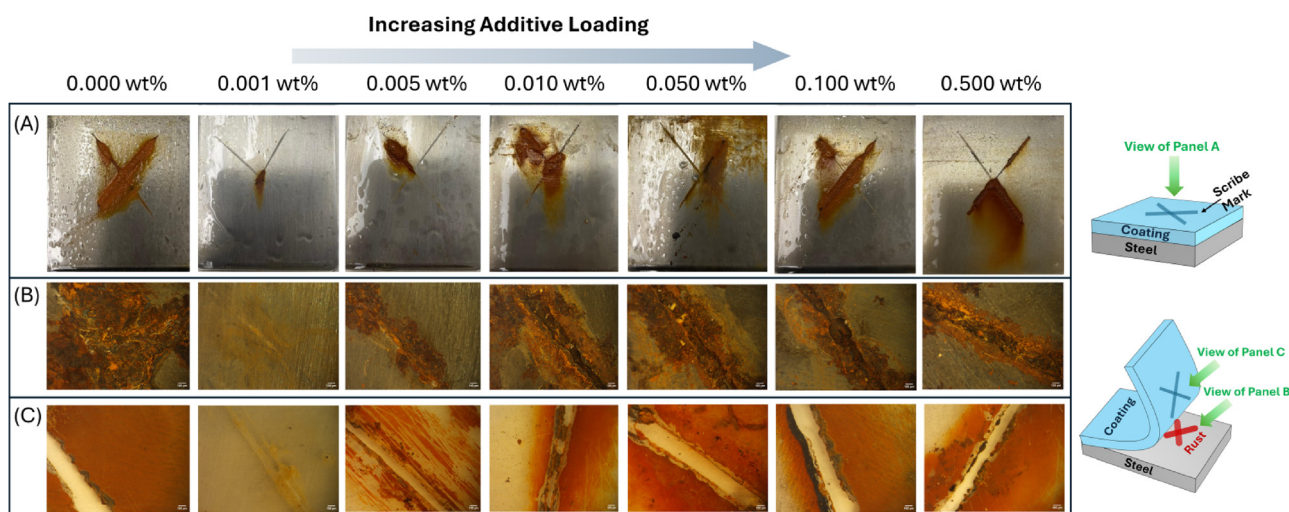 Increasing Additive Loading
0.000 wt% 0.001 wt% 0.005 wt% 0.010 wt% 0.050 wt% 0.100 wt% 0.500 wt%
(A)
View of Panel A
Scribe Mark
Coating
Steel
(B)
(C)
View of Panel C
View of Panel B
Coating
Rust
Steel